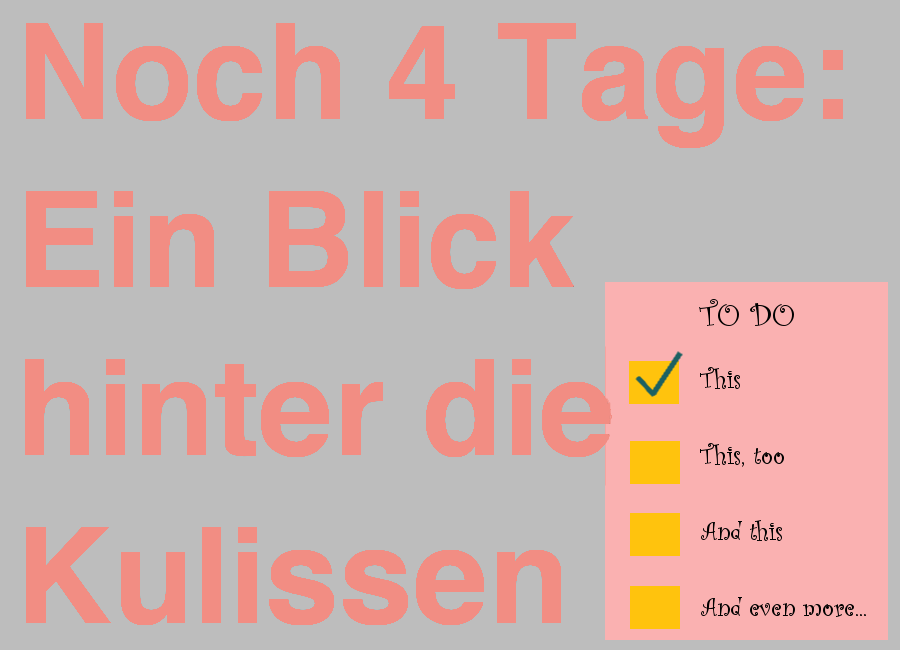 Noch 4 Tage:
Ein Blick
hinter die
Kulissen
TO DO
This
This, too
And this
And even more...